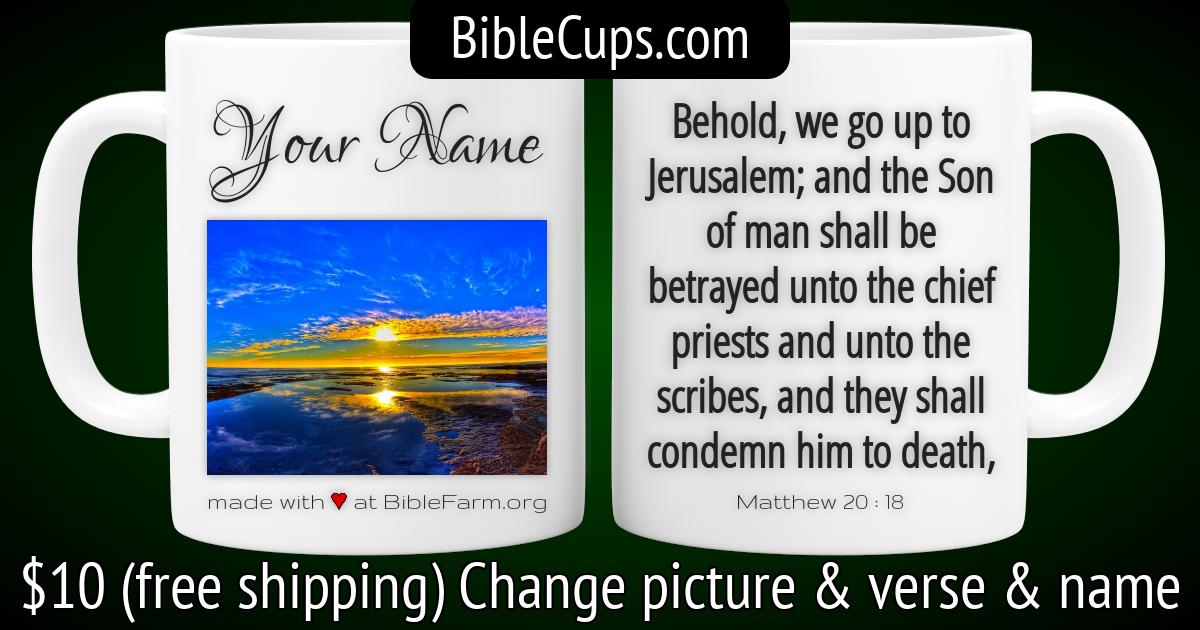 BibleCups.com
Your Name
made with ♥ at BibleFarm.org
Behold, we go up to
Jerusalem; and the Son
of man shall be
betrayed unto the chief
priests and unto the
scribes, and they shall
condemn him to death,
Matthew 20 : 18
$10 (free shipping) Change picture & verse & name